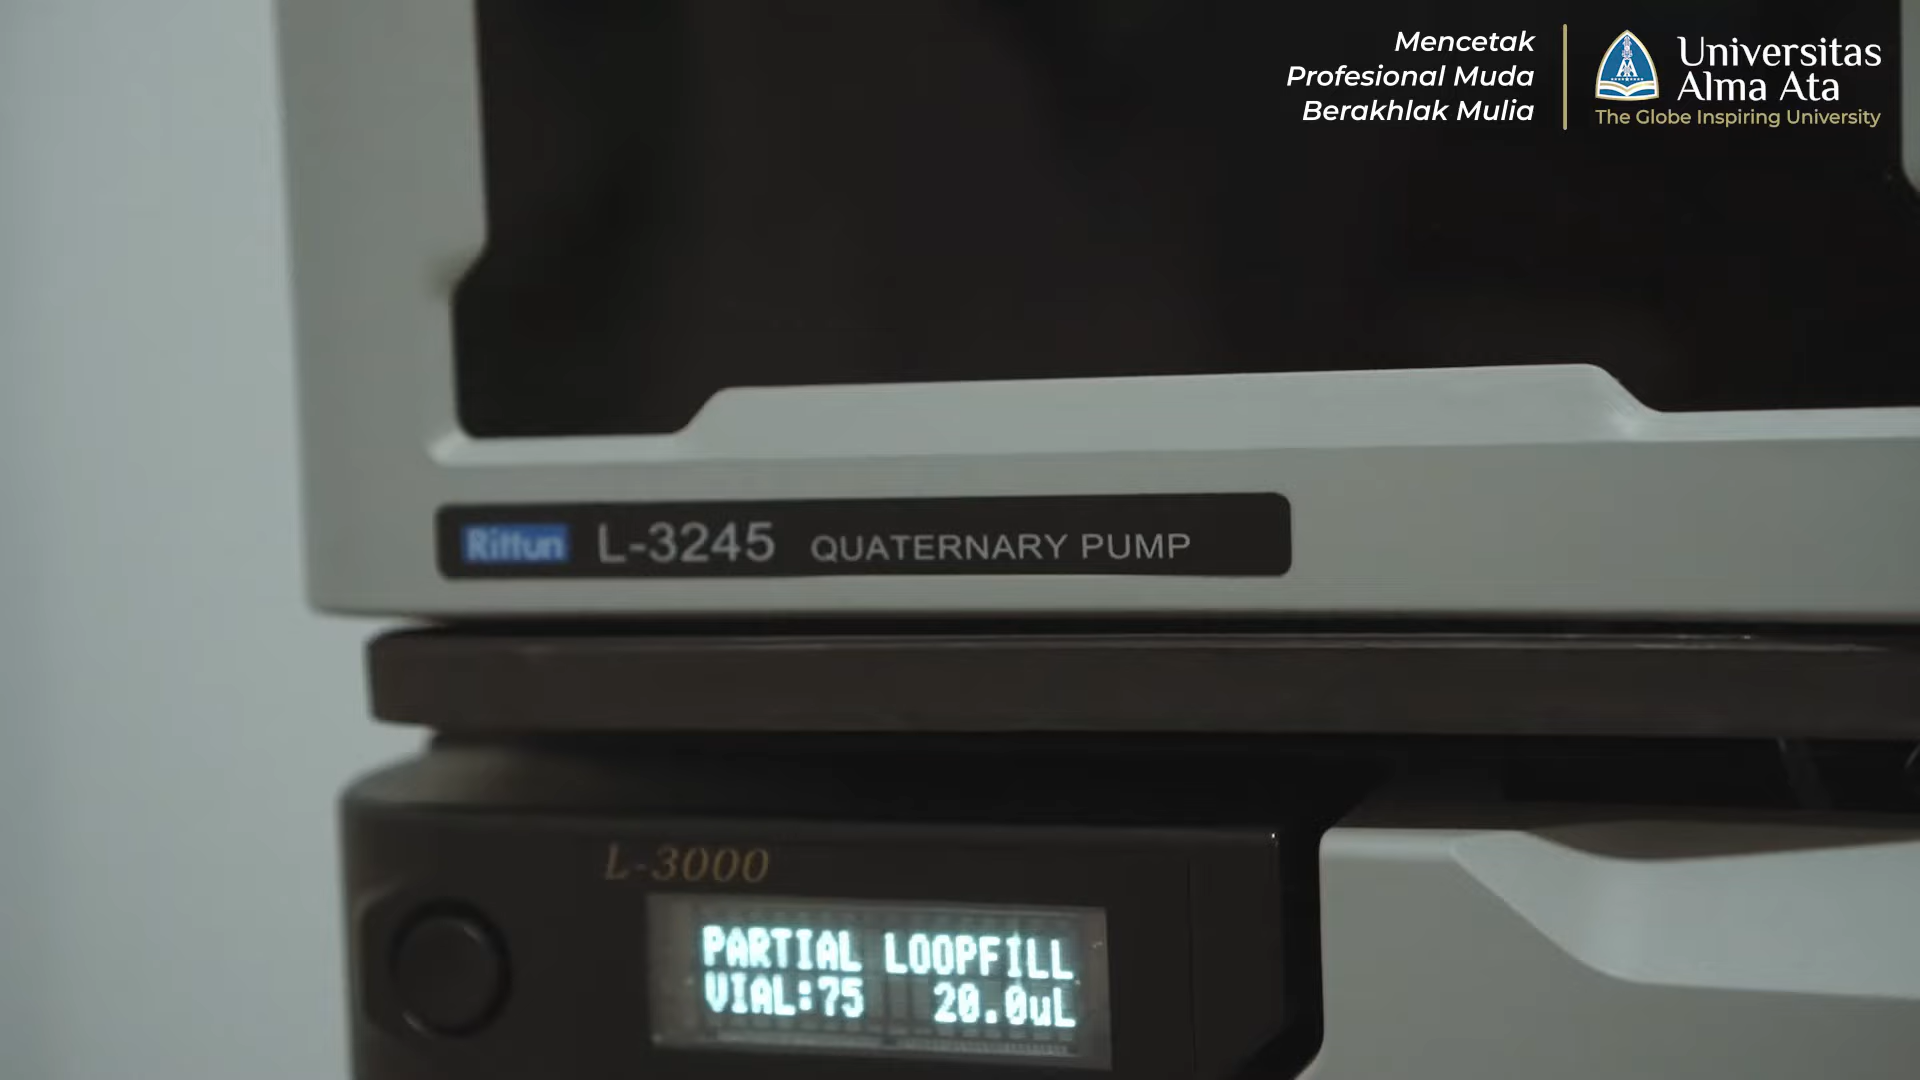 Mencetak
Profesional Muda
Berakhlak Mulia
Universitas
Alma Ata
The Globe Inspiring University
L-3245 QUATERNARY PUMP
L-3000
PARTIAL LOOPFILL
VIAL:75 20.0uL